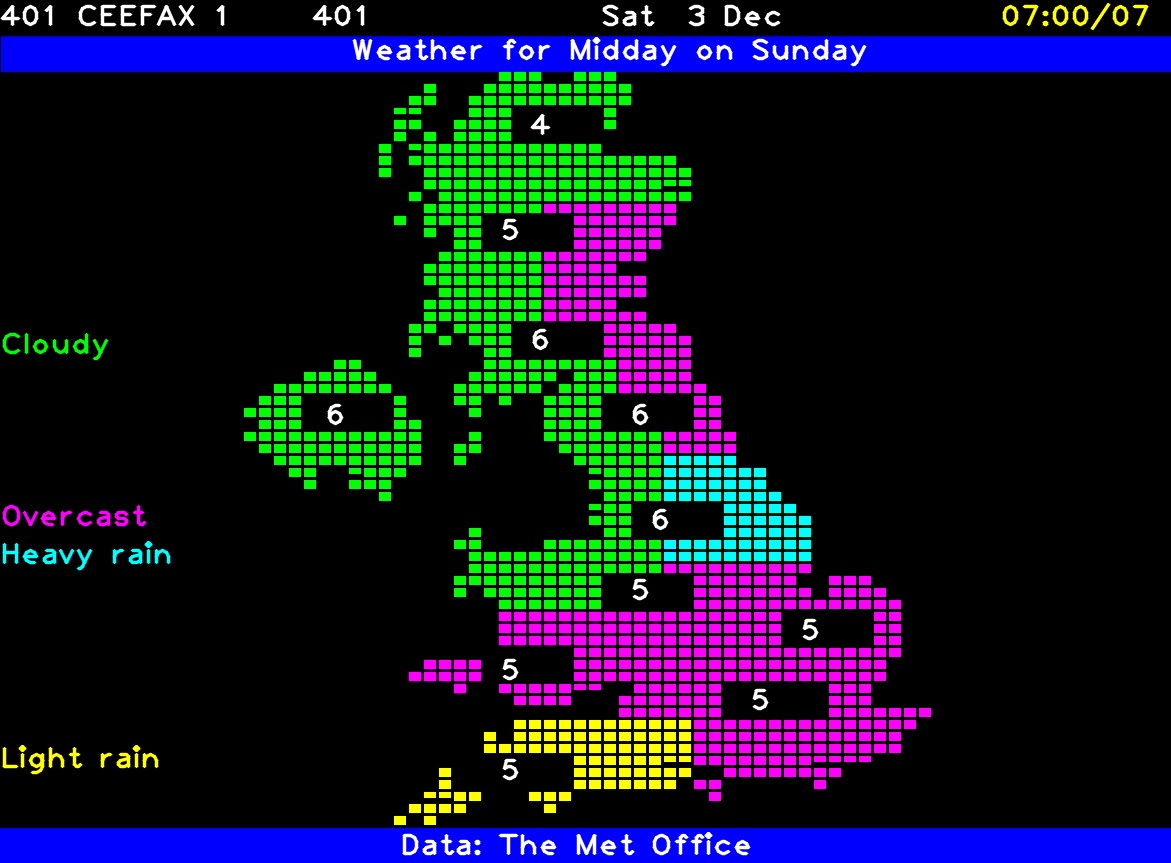 401 CEEFAX 1 401 Sat 3 Dec 07:00/07
Weather for Midday on Sunday
4
5
6
Cloudy
6 6
Overcast 6
Heavy rain
5
5
5
5
Light rain
5
Data: The Met Office